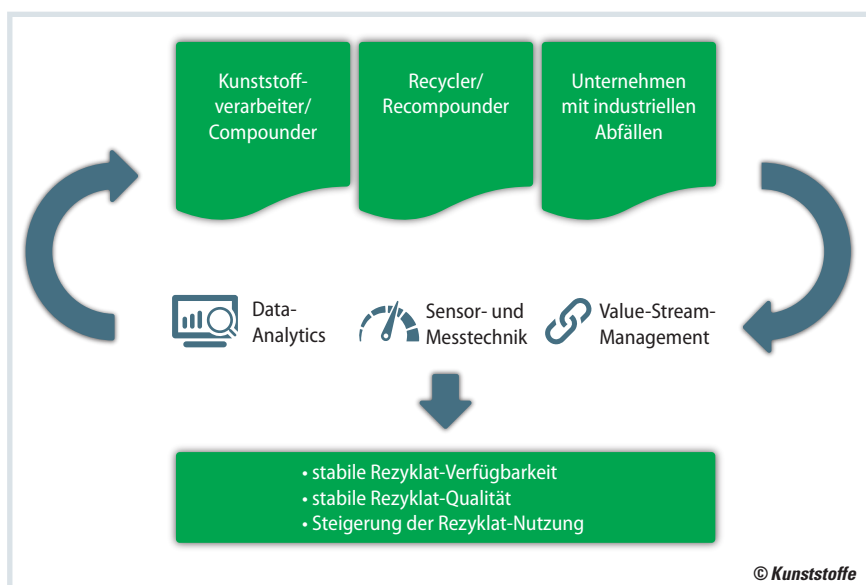 Kunststoff-
verarbeiter/
Compounder
Recycler/
Recompounder
Unternehmen
mit industriellen
Abfällen
Data-
Analytics
Sensor- und
Messtechnik
Value-Stream-
Management
• stabile Rezyklat-Verfügbarkeit
• stabile Rezyklat-Qualität
• Steigerung der Rezyklat-Nutzung
© Kunststoffe